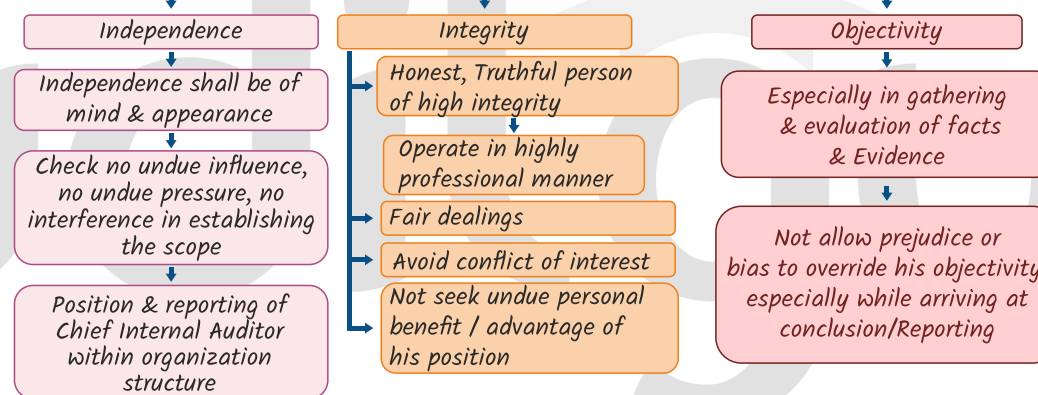 Independence
Independence shall be of
mind & appearance
Check no undue influence,
no undue pressure, no
interference in establishing
the scope
Position & reporting of
Chief Internal Auditor
within organization
structure
Integrity
Honest, Truthful person
of high integrity
Operate in highly
professional manner
Fair dealings
Avoid conflict of interest
Not seek undue personal
benefit / advantage of
his position
Objectivity
Especially in gathering
& evaluation of facts
& Evidence
Not allow prejudice or
bias to override his objectivity
especially while arriving at
conclusion/Reporting